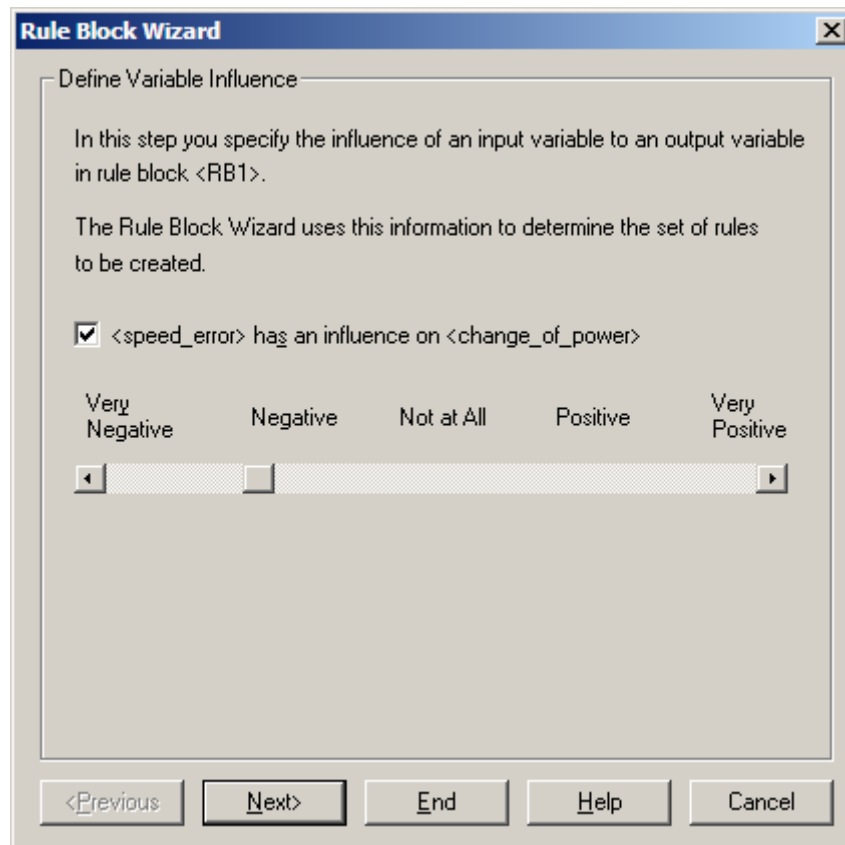 Rule Block Wizard
Define Variable Influence
In this step you specify the influence of an input variable to an output variable
in rule block <RB1>.
The Rule Block Wizard uses this information to determine the set of rules
to be created.
<speed_error> has an influence on <change_of_power>
Very Negative
Negative
Not at All
Positive
Very Positive
<Previous
Next>
End
Help
Cancel